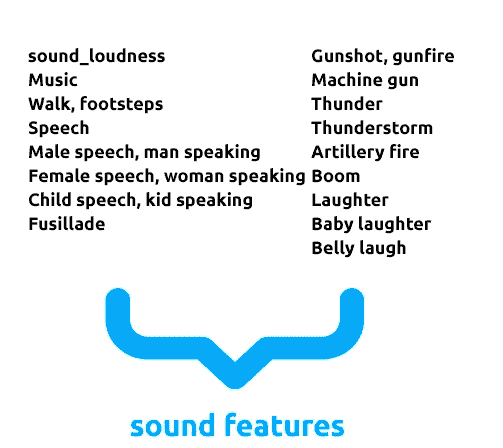 sound_loudness
Music
Walk, footsteps
Speech
Male speech, man speaking
Female speech, woman speaking
Child speech, kid speaking
Fusillade
Gunshot, gunfire
Machine gun
Thunder
Thunderstorm
Artillery fire
Boom
Laughter
Baby laughter
Belly laugh
sound features